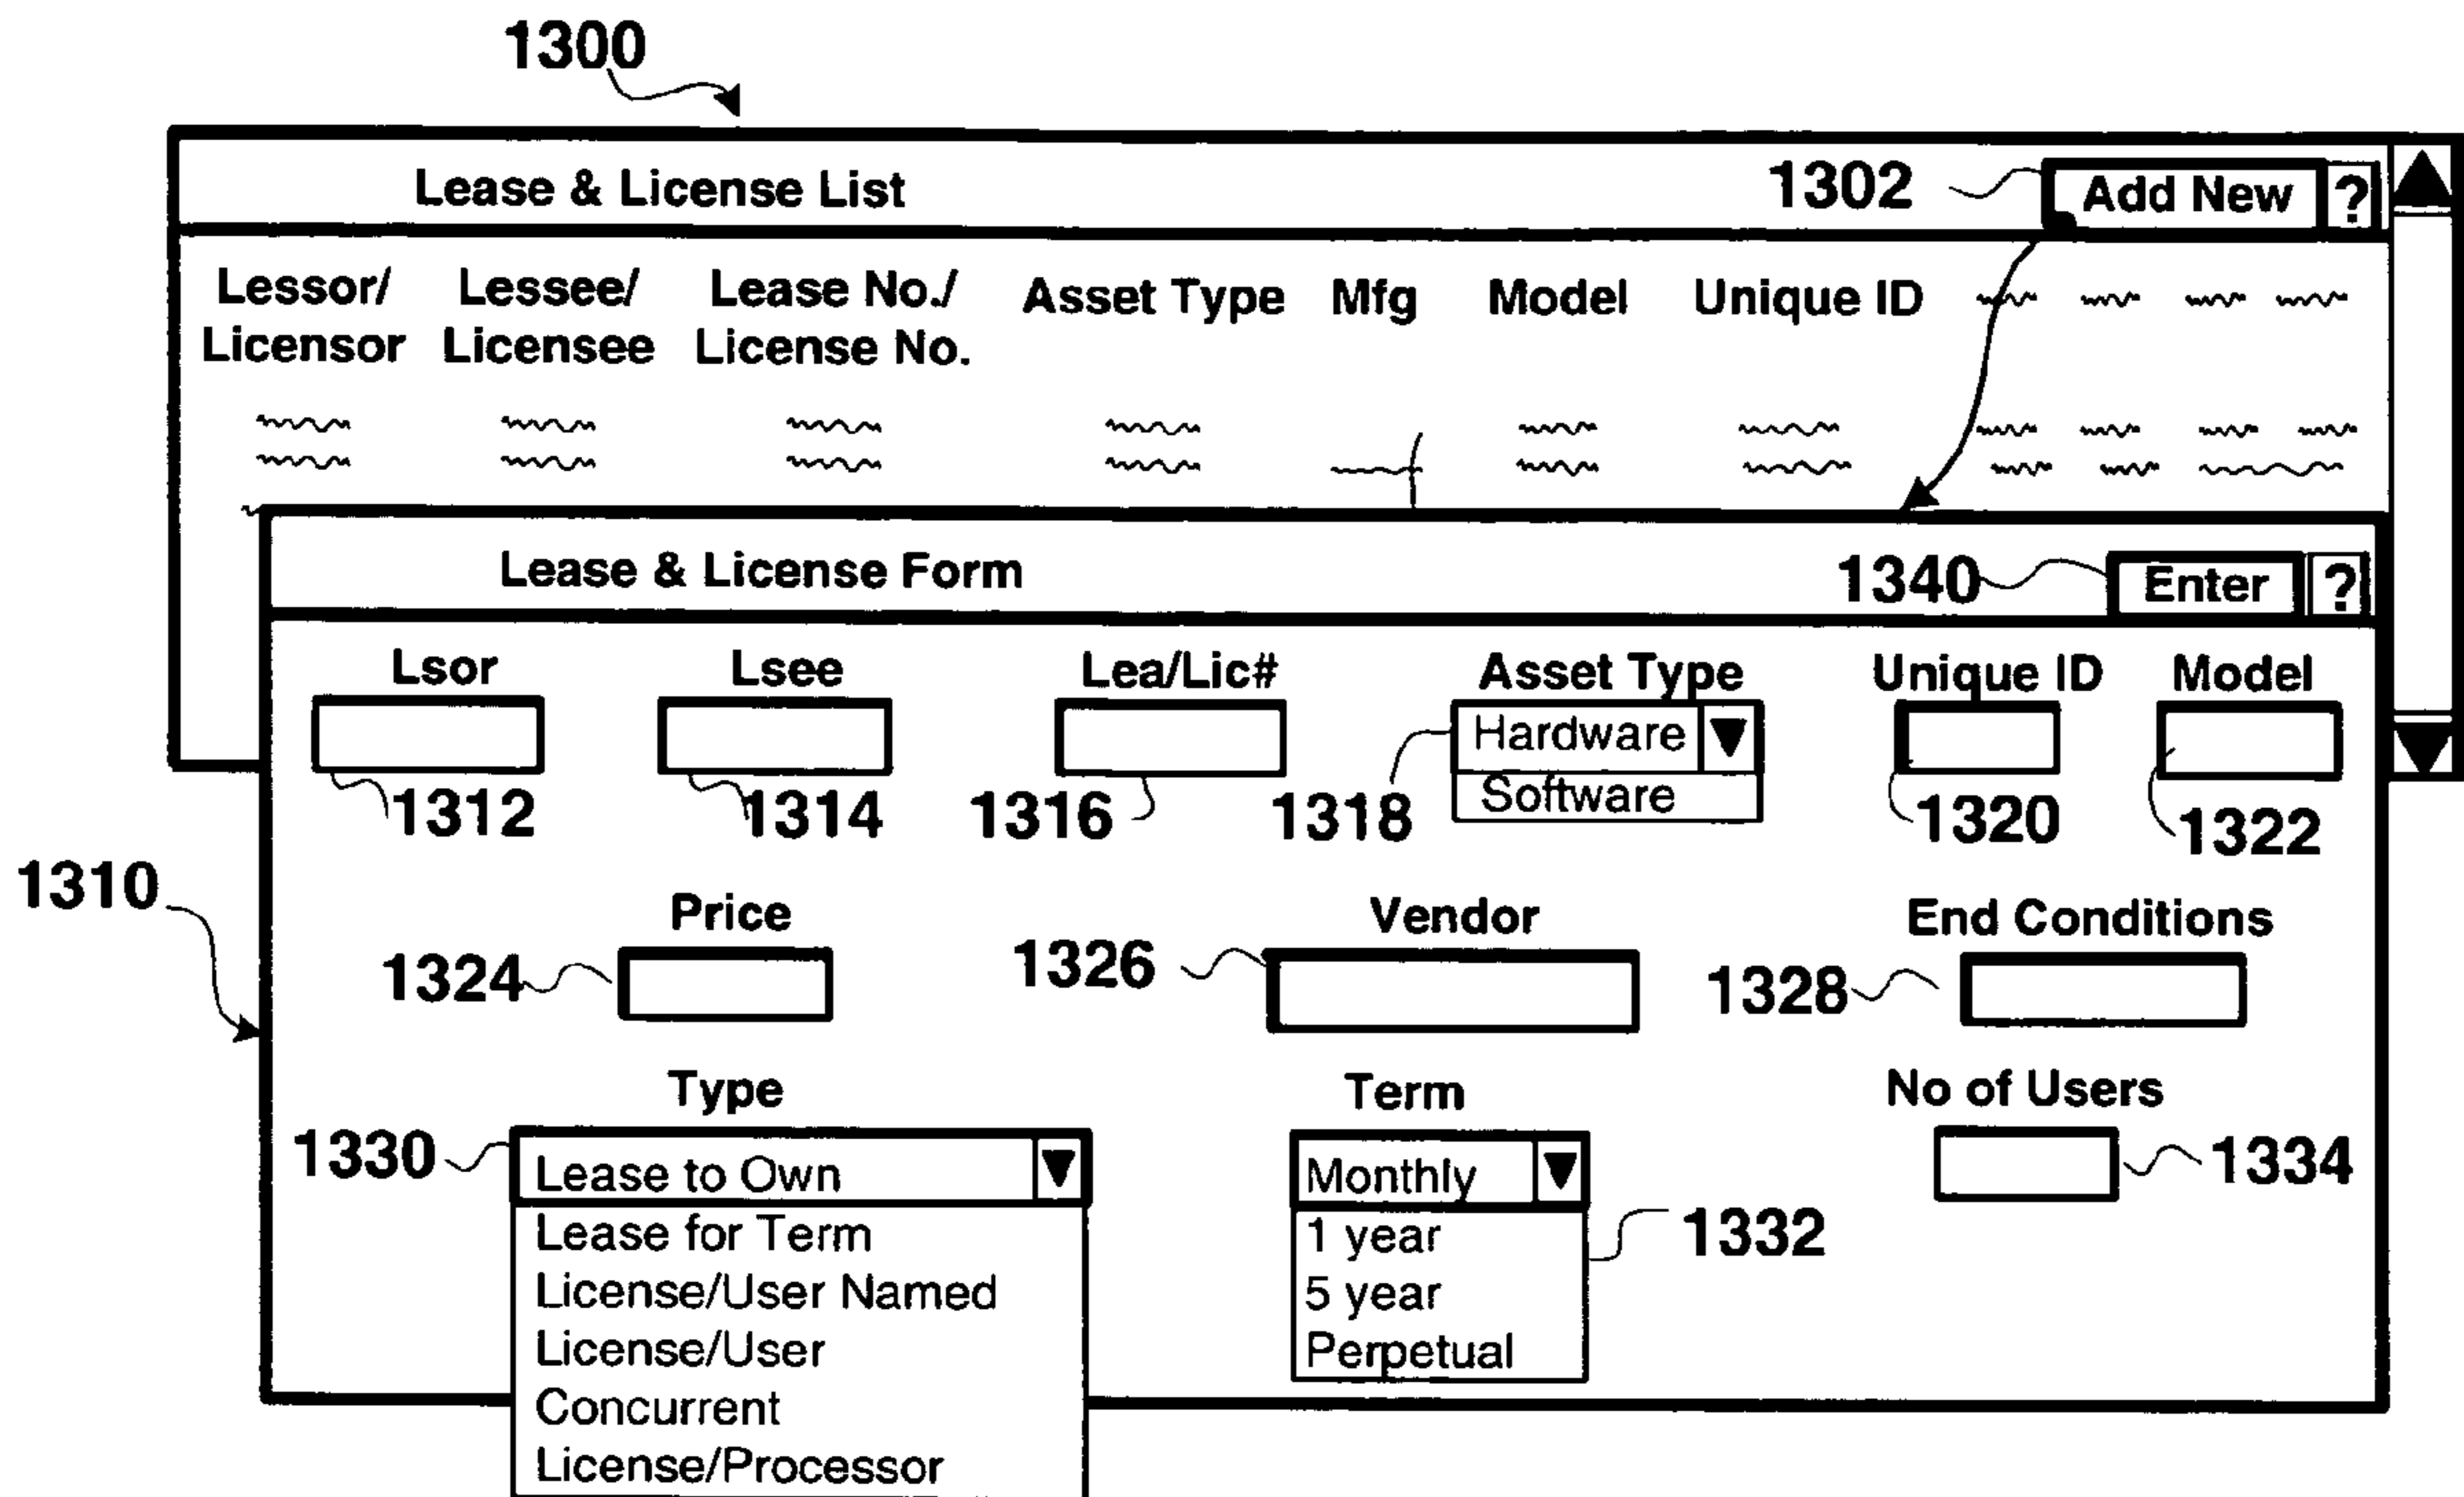 1300
Lease & License List 1302 Add New ?
Lessor/ Lessee/ Lease No./ Asset Type Mfg Model Unique ID
Licensor Licensee License No.
Lease & License Form 1340 Enter ?
Lsor Lsee Lea/Lic# Asset Type Unique ID Model
Hardware
Software
1312 1314 1316 1318 1320 1322
1310
Price Vendor End Conditions
1324 1326 1328
Type Term No of Users
1330 Lease to Own Monthly 1334
Lease for Term 1 year 1332
License/User Named 5 year
License/User Perpetual
Concurrent
License/Processor